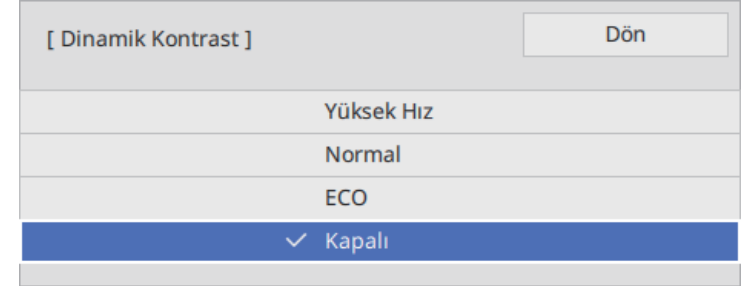 [ Dinamik Kontrast ]
Dön
Yüksek Hız
Normal
ECO
Kapalı